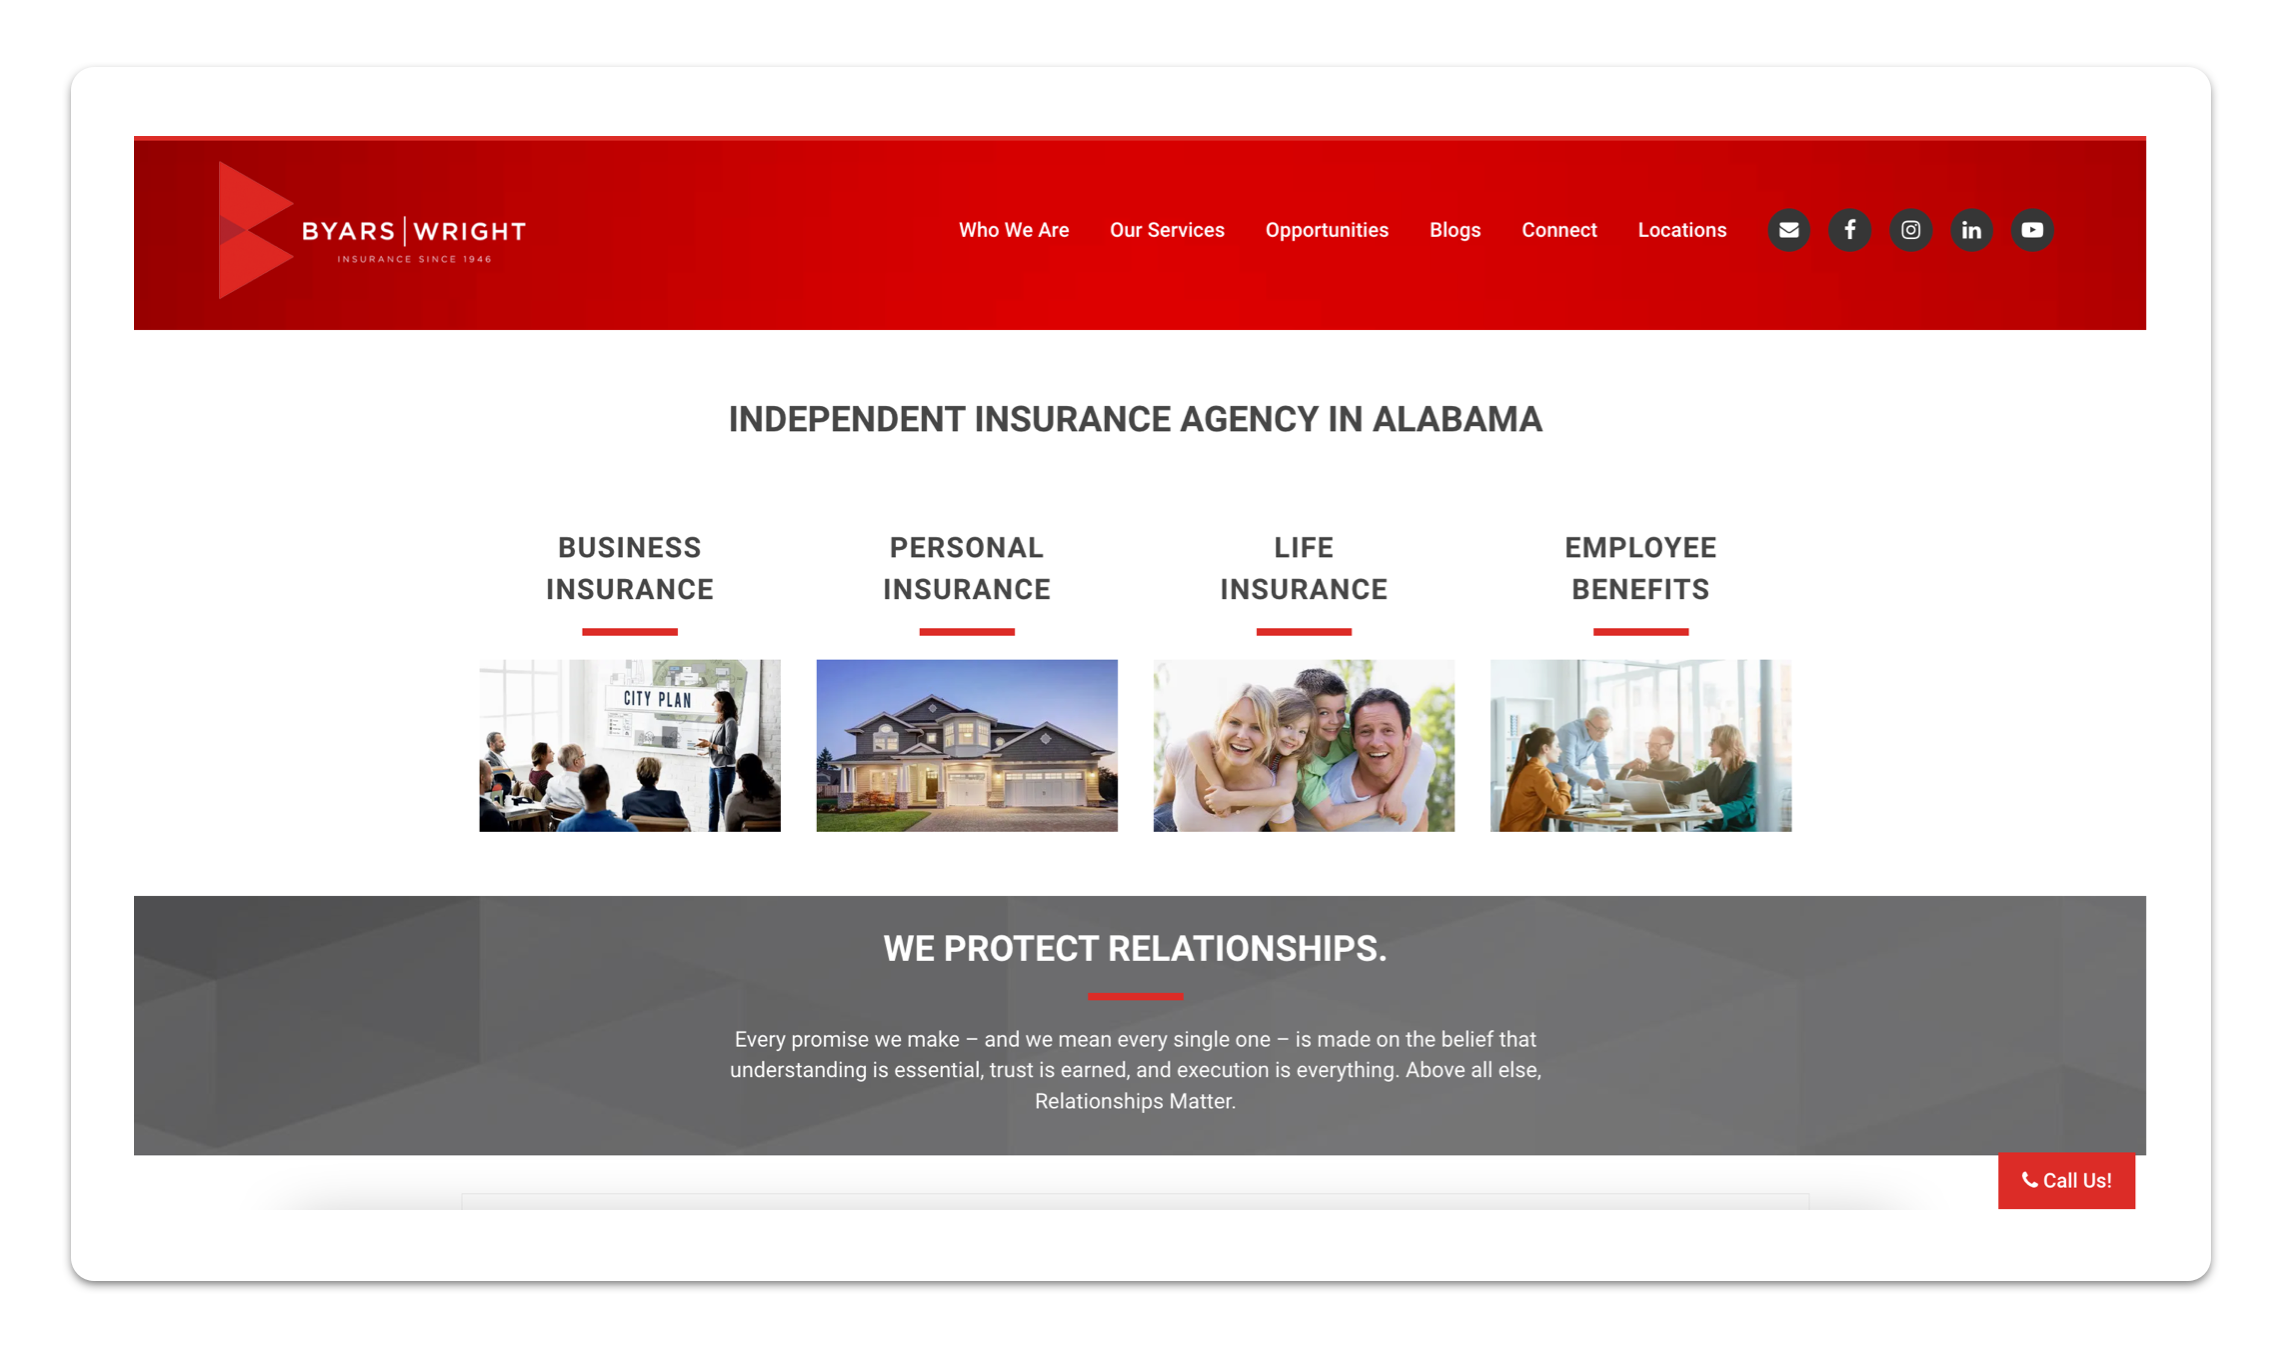 BYARS|WRIGHT
INSURANCE SINCE 1946
Who We Are Our Services Opportunities Blogs Connect Locations
INDEPENDENT INSURANCE AGENCY IN ALABAMA
BUSINESS
INSURANCE
PERSONAL
INSURANCE
LIFE
INSURANCE
EMPLOYEE
BENEFITS
CITY PLAN
WE PROTECT RELATIONSHIPS.
Every promise we make – and we mean every single one – is made on the belief that
understanding is essential, trust is earned, and execution is everything. Above all else,
Relationships Matter.
Call Us!